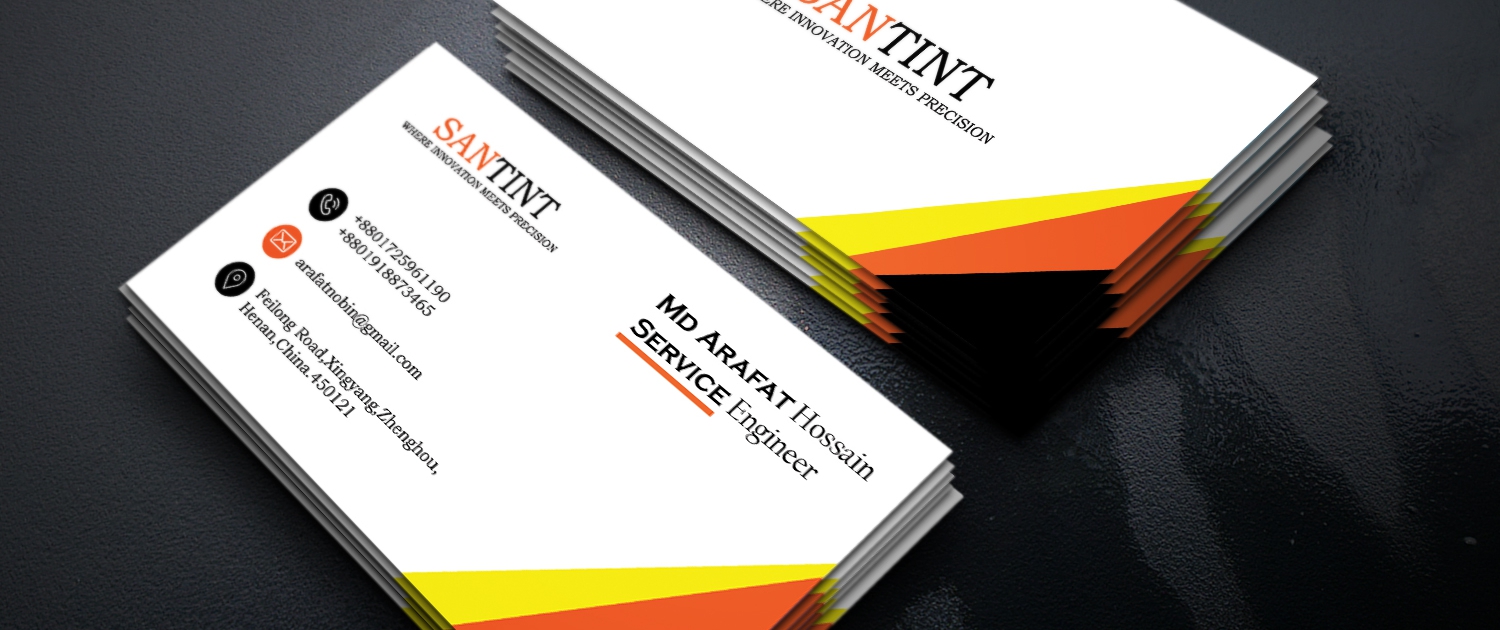 SANTINT
WHERE INNOVATION MEETS PRECISION
+8801725961190
+8801918873465
arafatnobin@gmail.com
Feilong Road,Xingyang,Zhenghou,
Henan,China.450121
MD ARAFAT Hossain
SERVICE Engineer
SANTINT
INNOVATION MEETS PRECISION